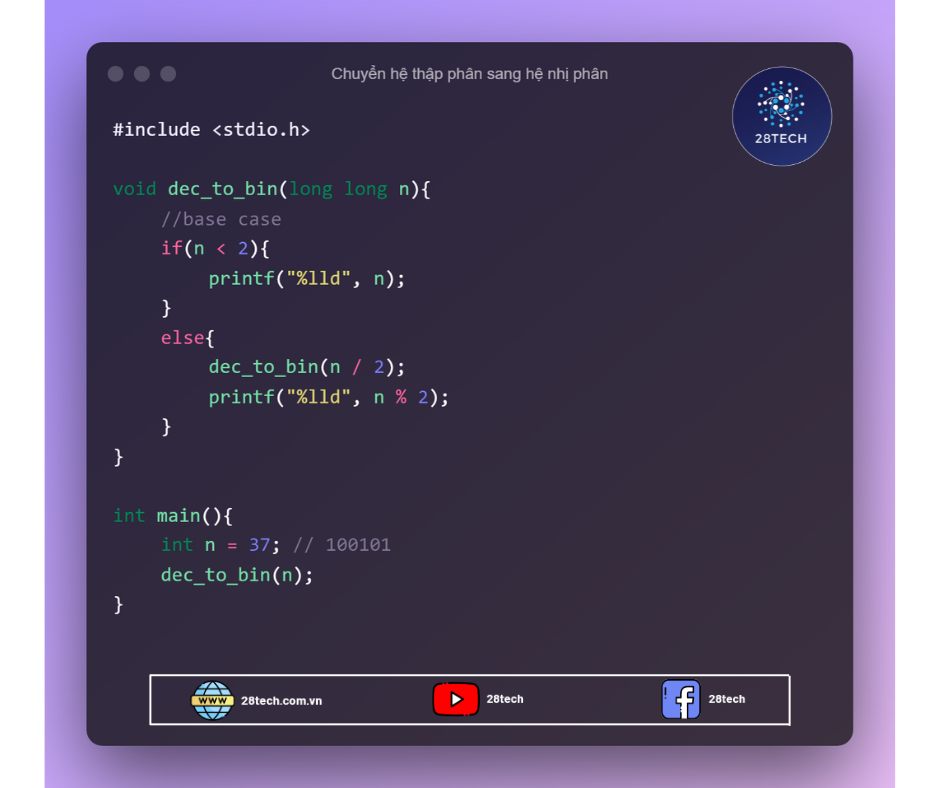 Chuyển hệ thập phân sang hệ nhị phân
28TECH
#include <stdio.h>
void dec_to_bin(long long n){
//base case
if(n < 2){
printf("%lld", n);
}
else{
dec_to_bin(n / 2);
printf("%lld", n % 2);
}
}
int main(){
int n = 37; // 100101
dec_to_bin(n);
}
WWW 28tech.com.vn
28tech
f 28tech